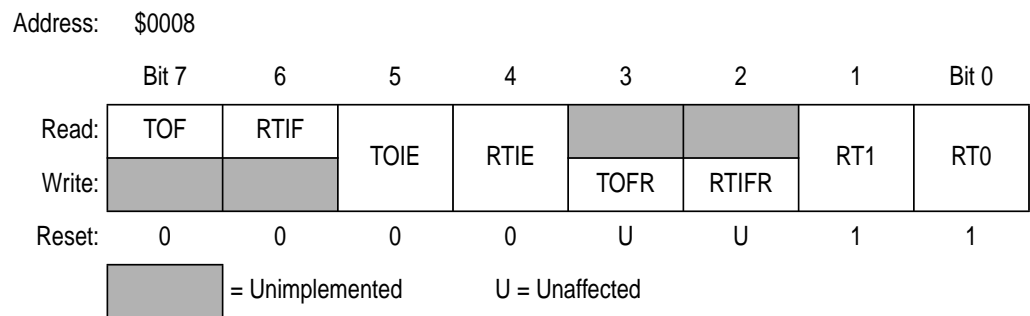 Address: $0008
Bit 7 6 5 4 3 2 1 Bit 0
Read: TOF RTIF
TOIE RTIE RT1 RT0
Write: TOFR RTIFR
Reset: 0 0 0 0 U U 1 1
= Unimplemented U = Unaffected